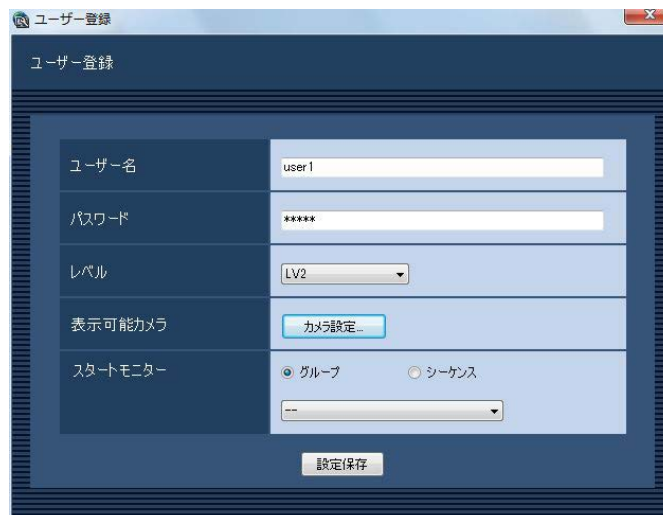 ユーザー登録
ユーザー登録
ユーザー名
user1
パスワード
*****
レベル
LV2
表示可能カメラ
カメラ設定...
スタートモニター
グループ
シーケンス
--
設定保存